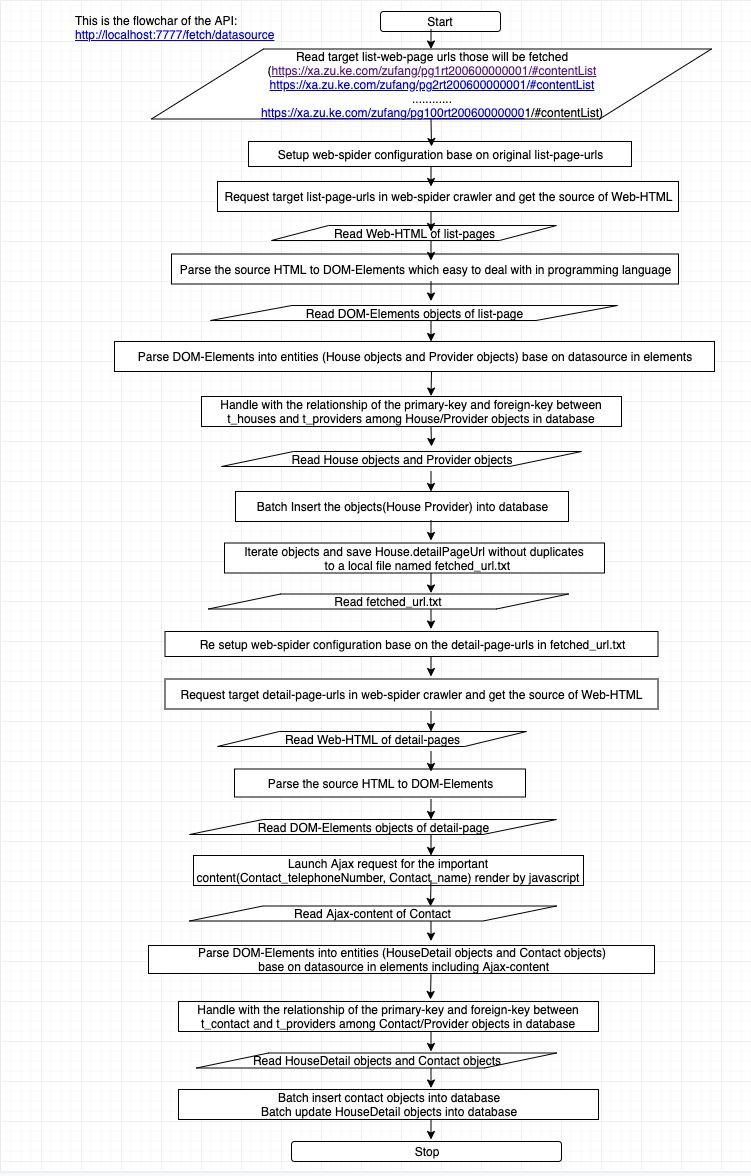 This is the flowchar of the API:
http://localhost:7777/fetch/datasource
Start
Read target list-web-page urls those will be fetched
(https://xa.zu.ke.com/zufang/pg1rt200600000001/#contentList
https://xa.zu.ke.com/zufang/pg2rt200600000001/#contentList
............
https://xa.zu.ke.com/zufang/pg100rt200600000001/#contentList)
Setup web-spider configuration base on original list-page-urls
Request target list-page-urls in web-spider crawler and get the source of Web-HTML
Read Web-HTML of list-pages
Parse the source HTML to DOM-Elements which easy to deal with in programming language
Read DOM-Elements objects of list-page
Parse DOM-Elements into entities (House objects and Provider objects) base on datasource in elements
Handle with the relationship of the primary-key and foreign-key between
t_houses and t_providers among House/Provider objects in database
Read House objects and Provider objects
Batch Insert the objects(House Provider) into database
Iterate objects and save House.detailPageUrl without duplicates
to a local file named fetched_url.txt
Read fetched_url.txt
Re setup web-spider configuration base on the detail-page-urls in fetched_url.txt
Request target detail-page-urls in web-spider crawler and get the source of Web-HTML
Read Web-HTML of detail-pages
Parse the source HTML to DOM-Elements
Read DOM-Elements objects of detail-page
Launch Ajax request for the important
content(Contact_telephoneNumber, Contact_name) render by javascript
Read Ajax-content of Contact
Parse DOM-Elements into entities (HouseDetail objects and Contact objects)
base on datasource in elements including Ajax-content
Handle with the relationship of the primary-key and foreign-key between
t_contact and t_providers among Contact/Provider objects in database
Read HouseDetail objects and Contact objects
Batch insert contact objects into database
Batch update HouseDetail objects into database
Stop